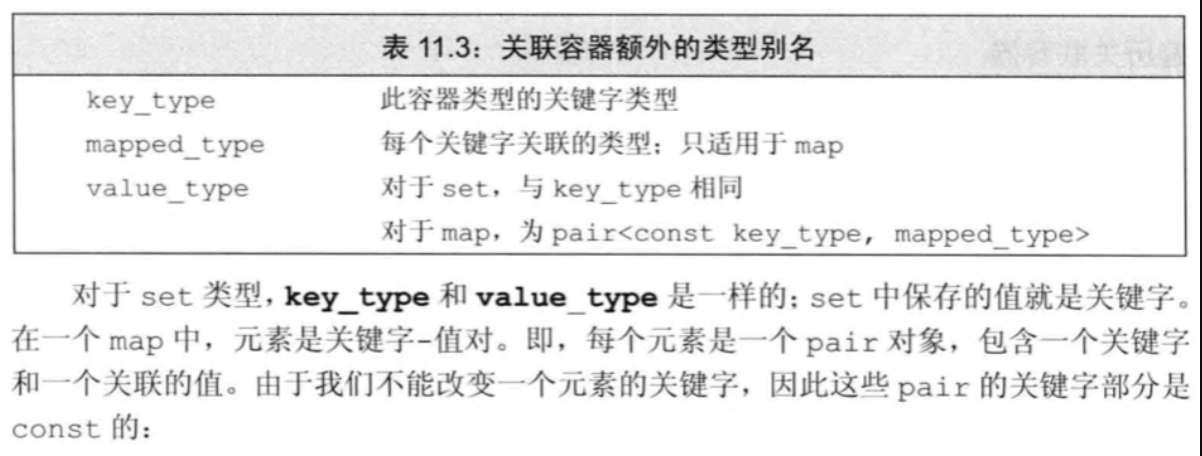 表 11.3：关联容器额外的类型别名
key_type 此容器类型的关键字类型
mapped_type 每个关键字关联的类型；只适用于 map
value_type 对于 set，与 key_type 相同
对于 map，为 pair<const key_type, mapped_type>
对于 set 类型，key_type 和 value_type 是一样的；set 中保存的值就是关键字。
在一个 map 中，元素是关键字-值对。即，每个元素是一个 pair 对象，包含一个关键字
和一个关联的值。由于我们不能改变一个元素的关键字，因此这些 pair 的关键字部分是
const 的：